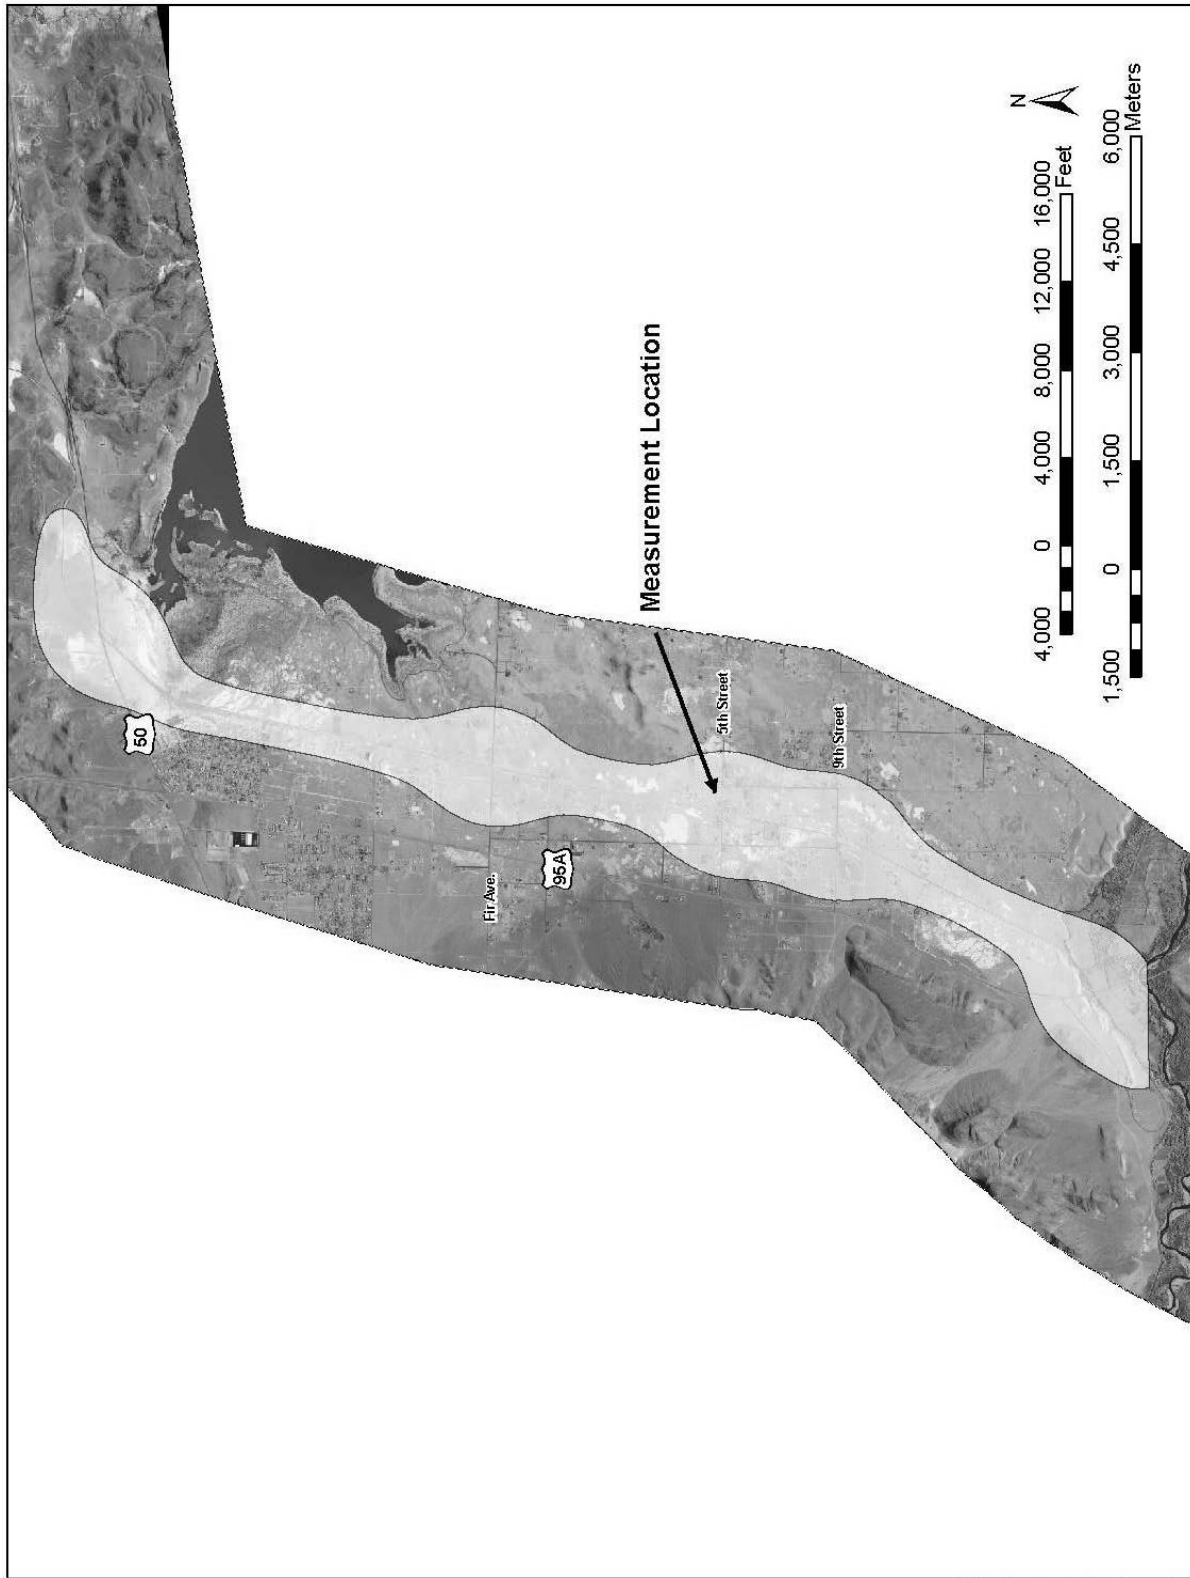 N
4,000 0 4,000 8,000 12,000 16,000
Feet
1,500 0 1,500 3,000 4,500 6,000
Meters
50
Measurement Location
5th Street
9th Street
Fir Ave.
95A